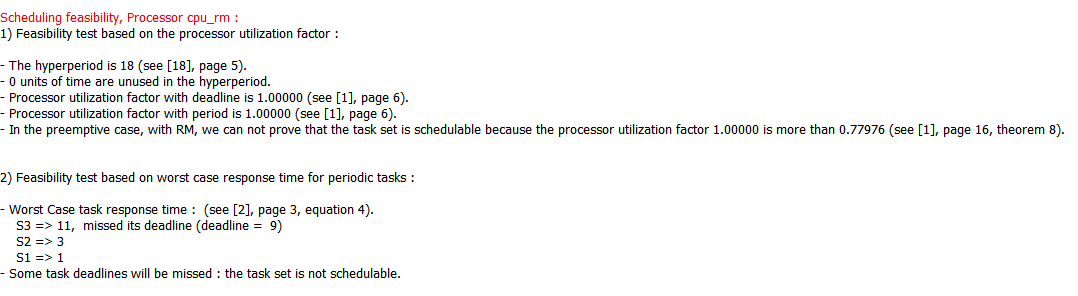 Scheduling feasibility, Processor cpu_rm :
1) Feasibility test based on the processor utilization factor :
- The hyperperiod is 18 (see [18], page 5).
- 0 units of time are unused in the hyperperiod.
- Processor utilization factor with deadline is 1.00000 (see [1], page 6).
- Processor utilization factor with period is 1.00000 (see [1], page 6).
- In the preemptive case, with RM, we can not prove that the task set is schedulable because the processor utilization factor 1.00000 is more than 0.77976 (see [1], page 16, theorem 8).
2) Feasibility test based on worst case response time for periodic tasks :
- Worst Case task response time :  (see [2], page 3, equation 4).
S3 => 11,  missed its deadline (deadline =  9)
S2 => 3
S1 => 1
- Some task deadlines will be missed : the task set is not schedulable.